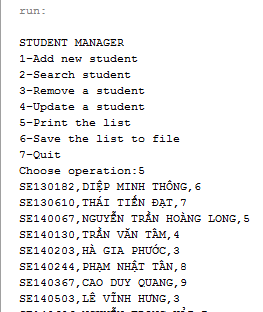 run:
STUDENT MANAGER
1-Add new student
2-Search student
3-Remove a student
4-Update a student
5-Print the list
6-Save the list to file
7-Quit
Choose operation:5
SE130182,DIỆP MINH THÔNG,6
SE130610,THÁI TIẾN ĐẠT,7
SE140067,NGUYỄN TRẦN HOÀNG LONG,5
SE140130,TRẦN VĂN TÂM,4
SE140203,HÀ GIA PHƯỚC,3
SE140244,PHẠM NHẬT TÂN,8
SE140367,CAO DUY QUANG,9
SE140503,LÊ VĨNH HƯNG,3